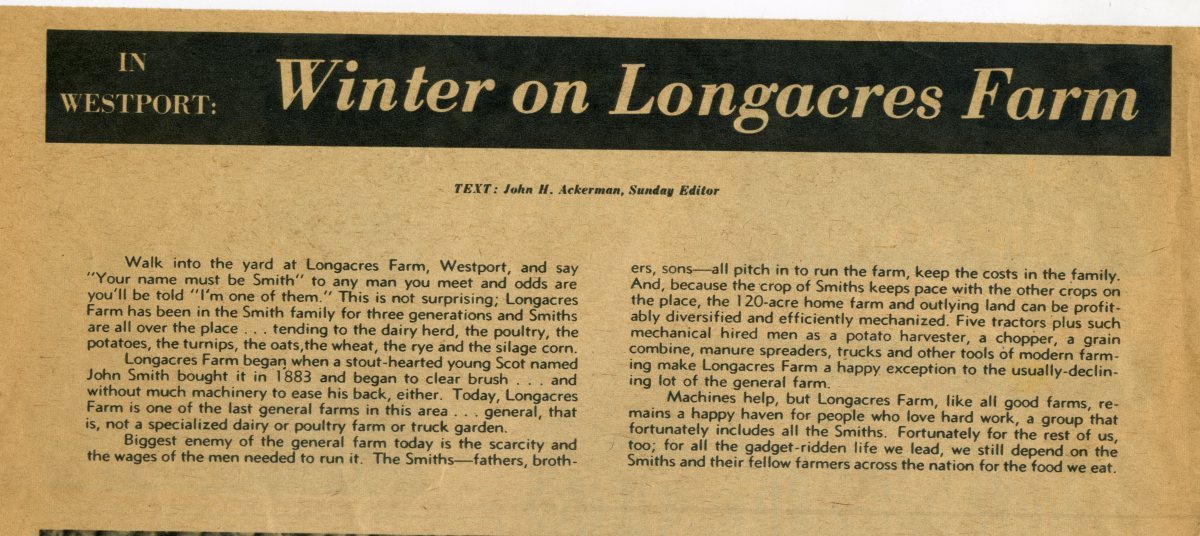 IN
WESTPORT:
Winter on Longacres Farm
TEXT: John H. Ackerman, Sunday Editor
Walk into the yard at Longacres Farm, Westport, and say
"Your name must be Smith" to any man you meet and odds are
you'll be told "I'm one of them." This is not surprising; Longacres
Farm has been in the Smith family for three generations and Smiths
are all over the place . . . tending to the dairy herd, the poultry, the
potatoes, the turnips, the oats,the wheat, the rye and the silage corn.
Longacres Farm began when a stout-hearted young Scot named
John Smith bought it in 1883 and began to clear brush . . . and
without much machinery to ease his back, either. Today, Longacres
Farm is one of the last general farms in this area . . . general, that
is, not a specialized dairy or poultry farm or truck garden.
Biggest enemy of the general farm today is the scarcity and
the wages of the men needed to run it. The Smiths—fathers, broth-
ers, sons—all pitch in to run the farm, keep the costs in the family.
And, because the crop of Smiths keeps pace with the other crops on
the place, the 120-acre home farm and outlying land can be profit-
ably diversified and efficiently mechanized. Five tractors plus such
mechanical hired men as a potato harvester, a chopper, a grain
combine, manure spreaders, trucks and other tools of modern farm-
ing make Longacres Farm a happy exception to the usually-declin-
ing lot of the general farm.
Machines help, but Longacres Farm, like all good farms, re-
mains a happy haven for people who love hard work, a group that
fortunately includes all the Smiths. Fortunately for the rest of us,
too; for all the gadget-ridden life we lead, we still depend on the
Smiths and their fellow farmers across the nation for the food we eat.